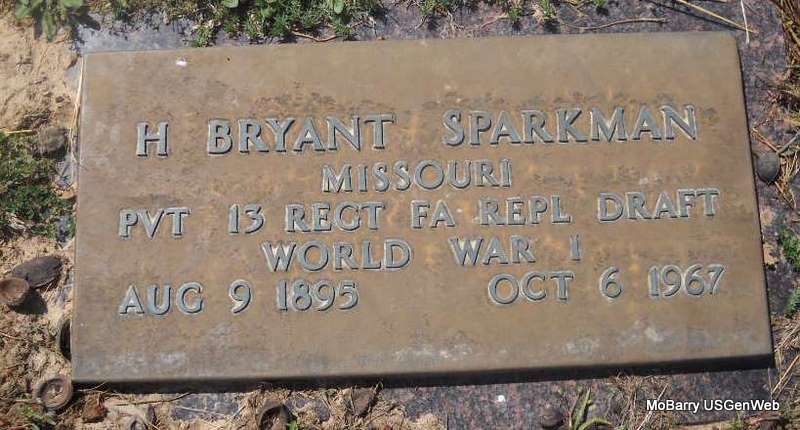 H BRYANT SPARKMAN
MISSOURI
PVT 13 REGT FA REPL DRAFT
WORLD WAR I
AUG 9 1895 OCT 6 1967
MoBarry USGenWeb